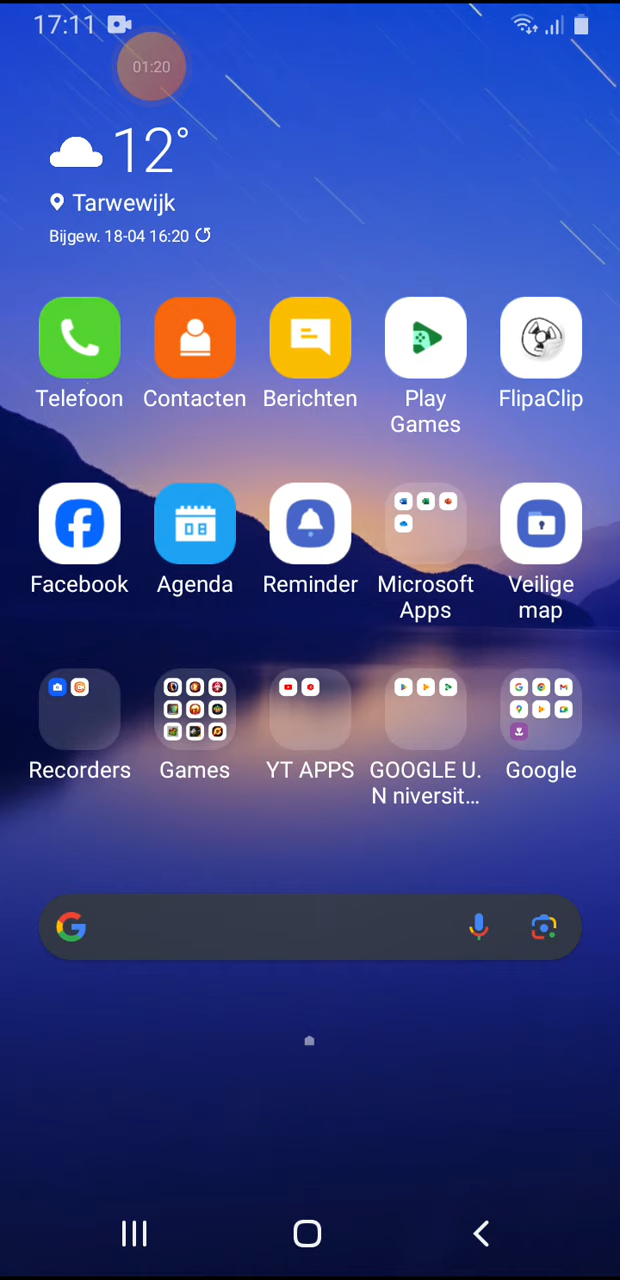 17:11
01:20
12°
Tarwewijk
Bijgew. 18-04 16:20
Telefoon Contacten Berichten Play Games FlipaClip
08
Facebook Agenda Reminder Microsoft Apps Veilige map
Recorders Games YT APPS GOOGLE U.N niversit... Google